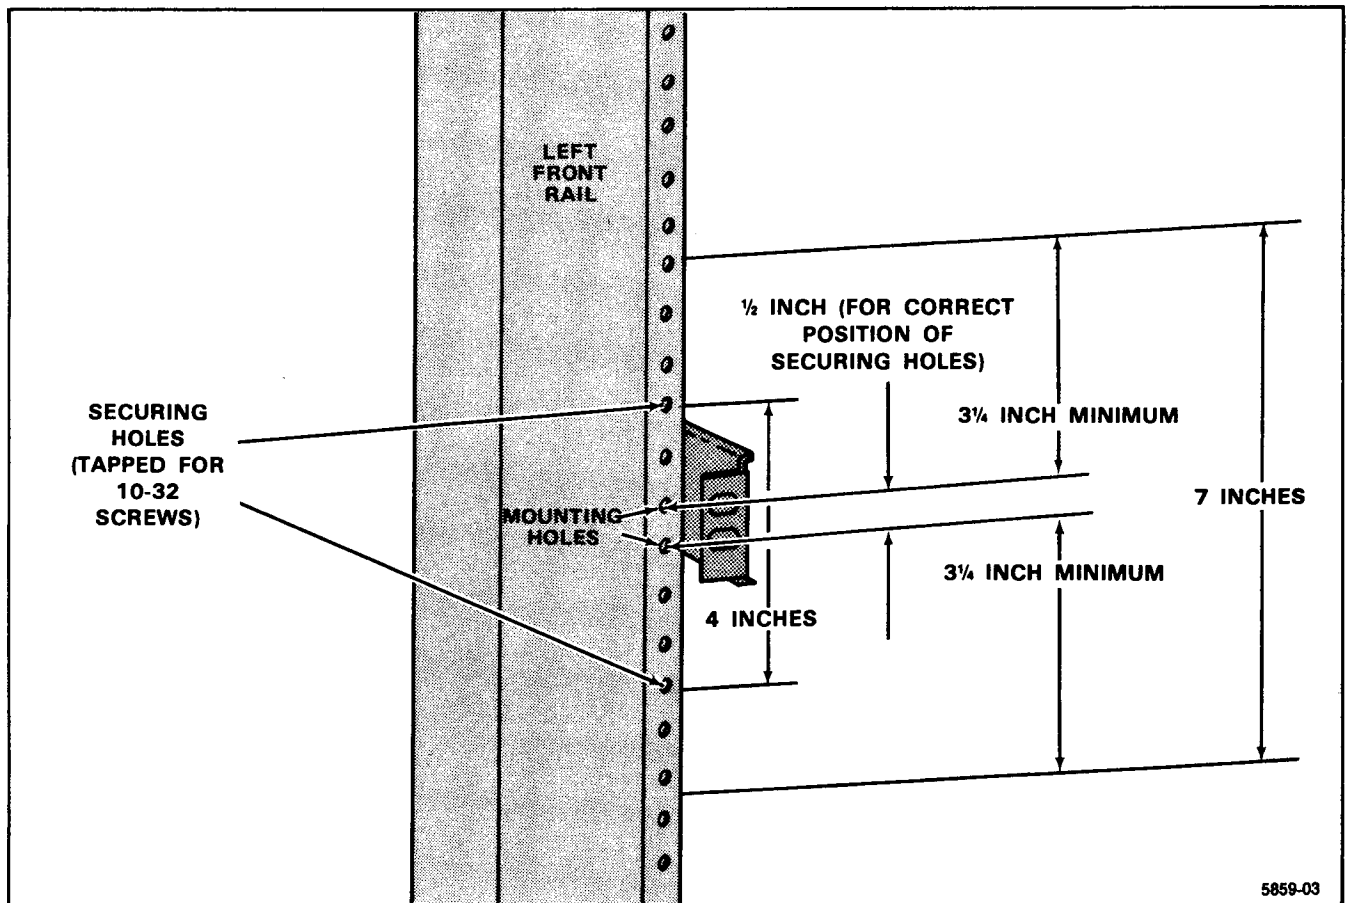 LEFT
FRONT
RAIL
½ INCH (FOR CORRECT
POSITION OF
SECURING HOLES)
3¼ INCH MINIMUM
SECURING
HOLES
(TAPPED FOR
10-32
SCREWS)
7 INCHES
MOUNTING
HOLES
3¼ INCH MINIMUM
4 INCHES
5859-03